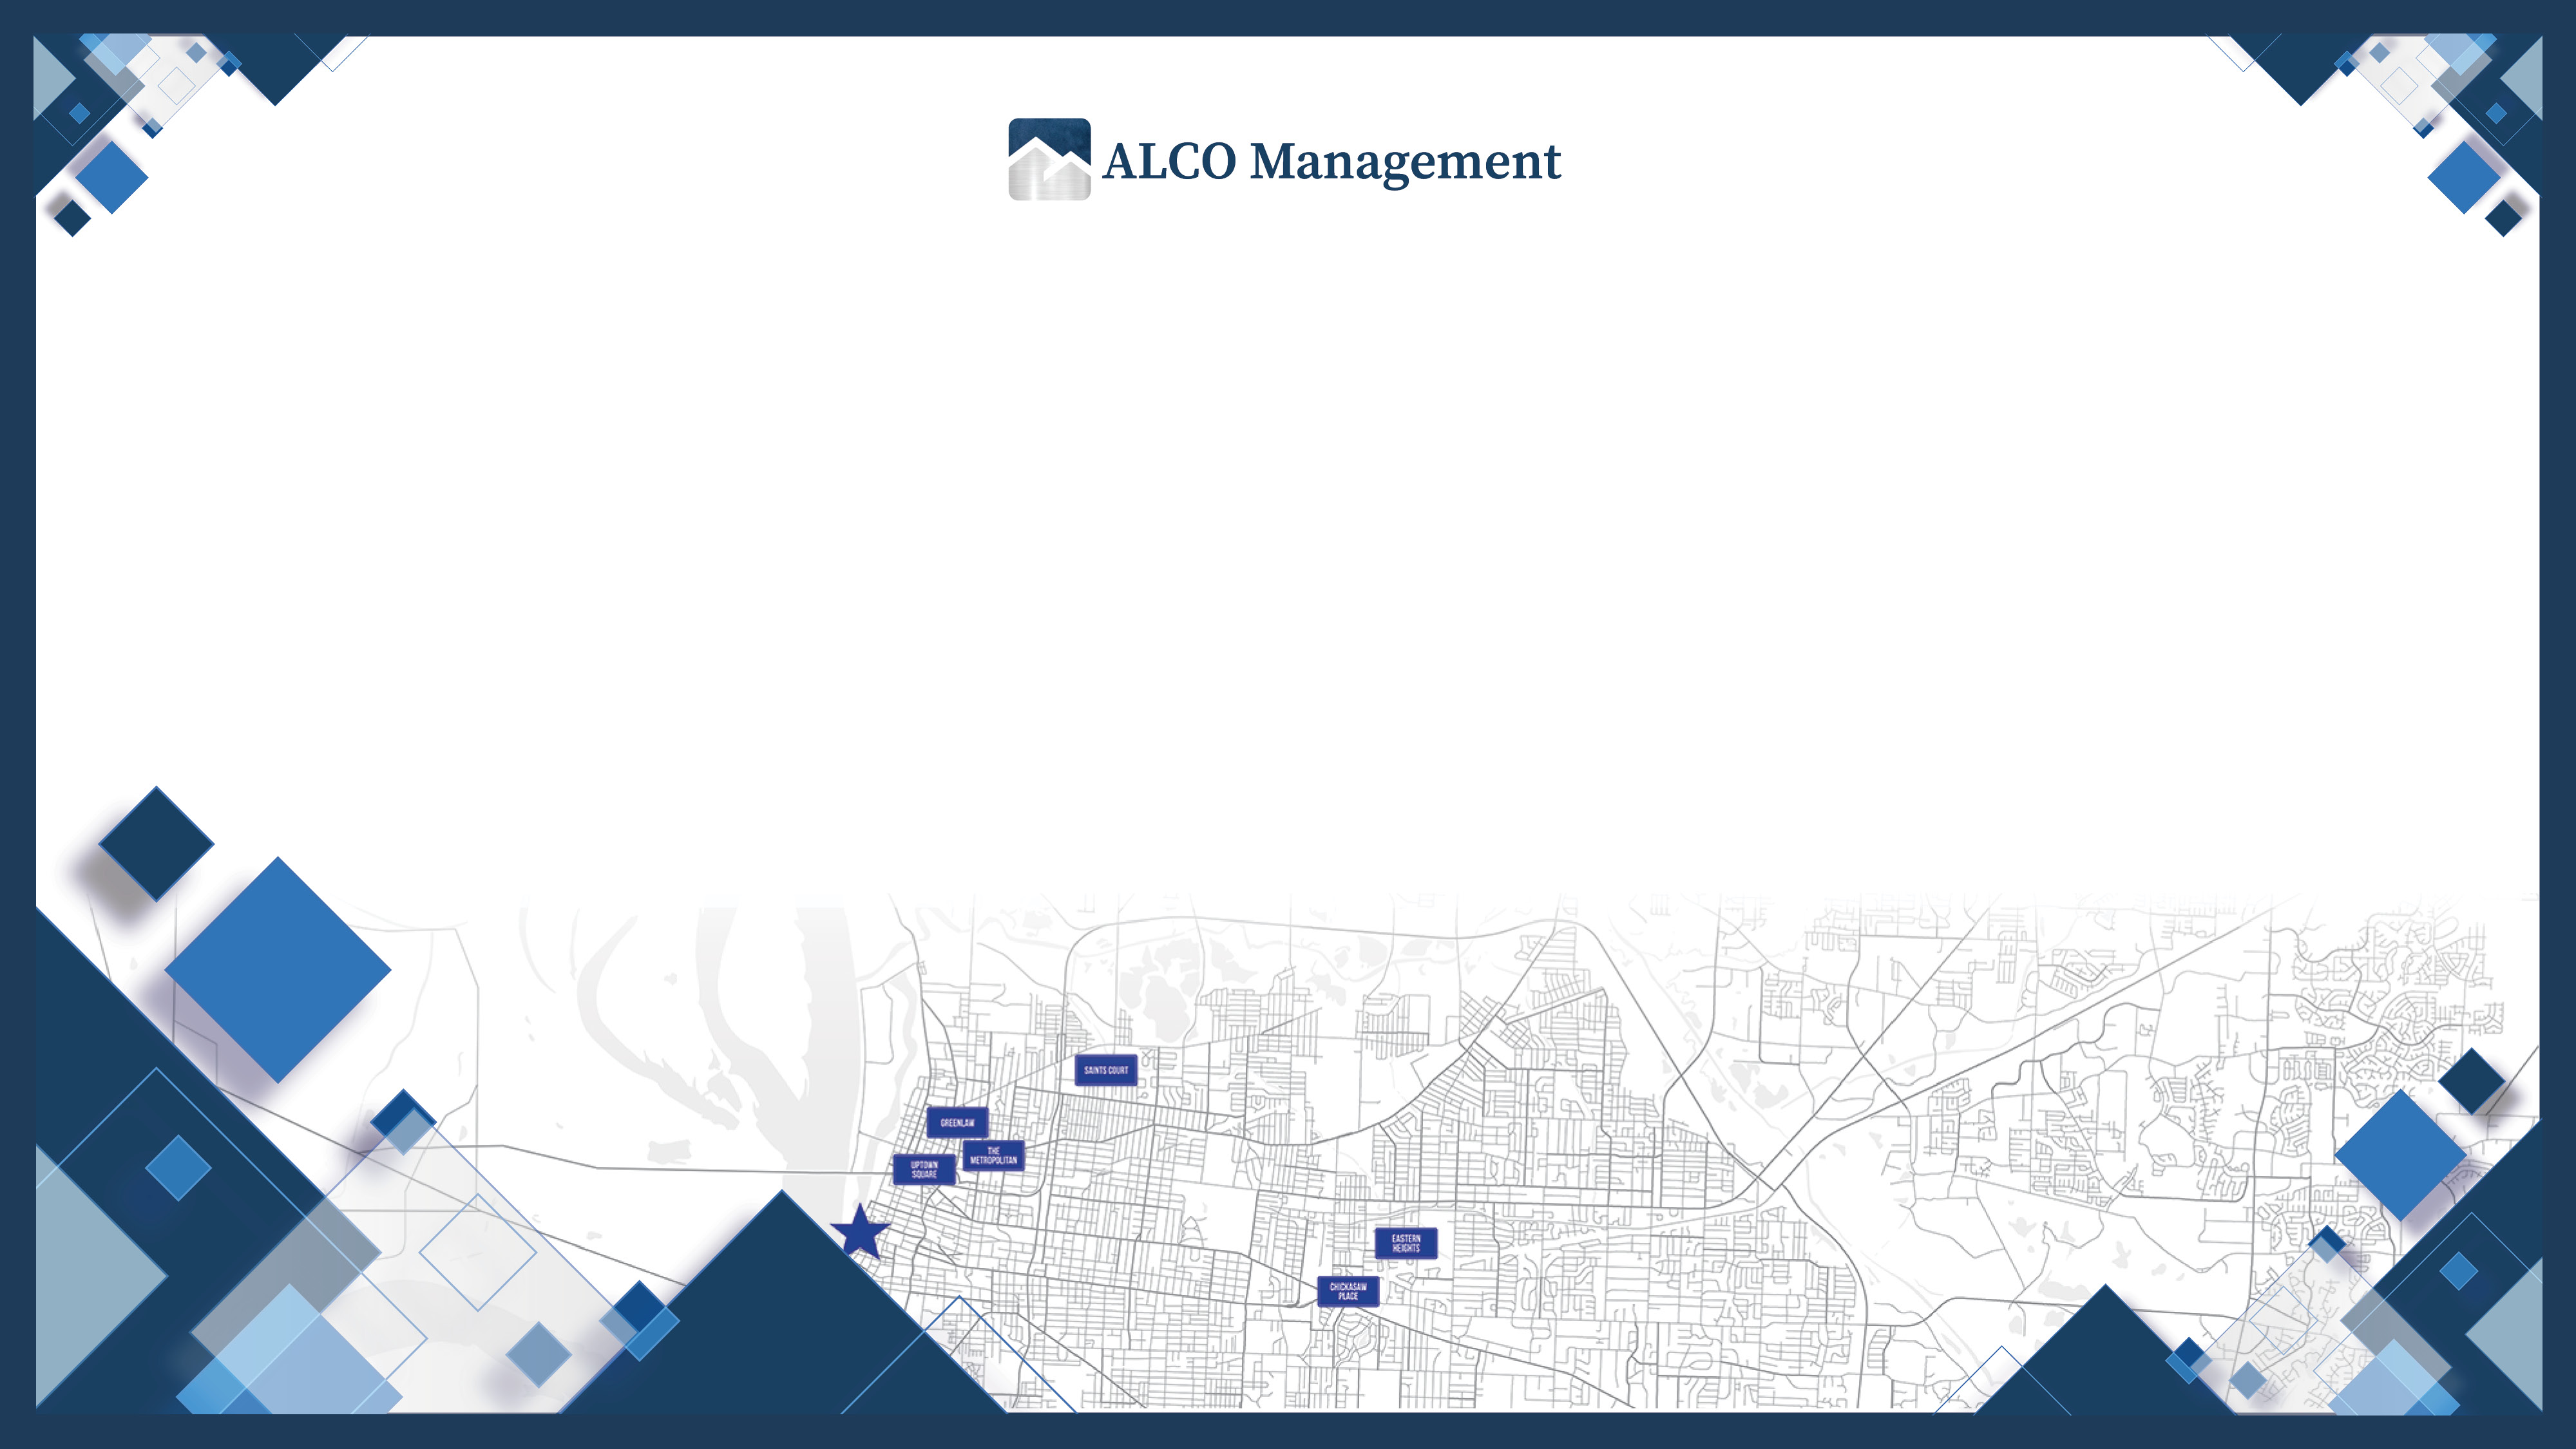 ALCO Management
SAINTS COURT
GREENLAW
THE
METROPOLITAN
UPTOWN
SQUARE
EASTERN
HEIGHTS
CHICKASAW
PLACE